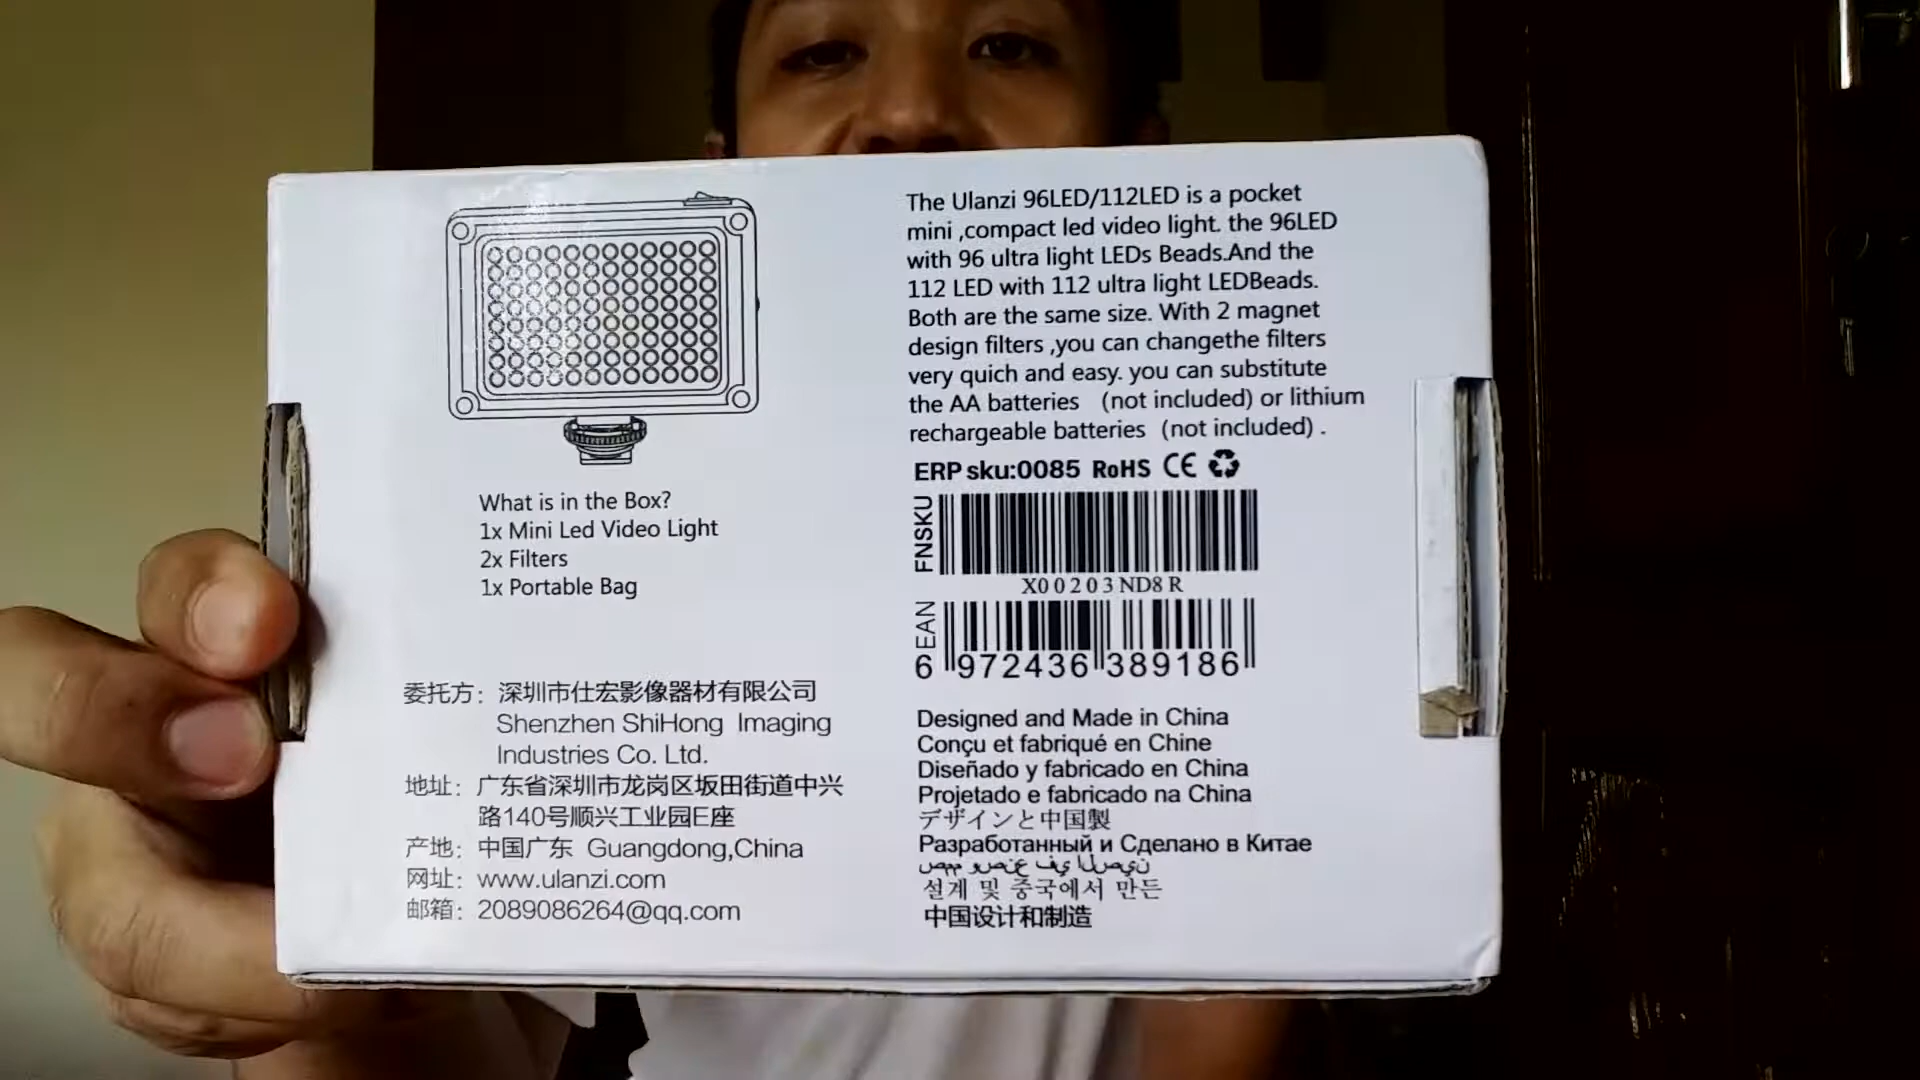 The Ulanzi 96LED/112LED is a pocket
mini ,compact led video light. the 96LED
with 96 ultra light LEDs Beads.And the
112 LED with 112 ultra light LEDBeads.
Both are the same size. With 2 magnet
design filters ,you can changethe filters
very quich and easy. you can substitute
the AA batteries (not included) or lithium
rechargeable batteries (not included) .
ERP sku:0085 RoHS CE
FNSKU
X00203ND8R
EAN
6 972436 389186
What is in the Box?
1x Mini Led Video Light
2x Filters
1x Portable Bag
委托方：深圳市仕宏影像器材有限公司
Shenzhen ShiHong Imaging
Industries Co. Ltd.
地址：广东省深圳市龙岗区坂田街道中兴
路140号顺兴工业园E座
产地：中国广东 Guangdong,China
网址：www.ulanzi.com
邮箱：2089086264@qq.com
Designed and Made in China
Conçu et fabriqué en Chine
Diseñado y fabricado en China
Projetado e fabricado na China
デザインと中国製
Разработанный и Сделано в Китае
صمم وصنع في الصين
설계 및 중국에서 만든
中国设计和制造